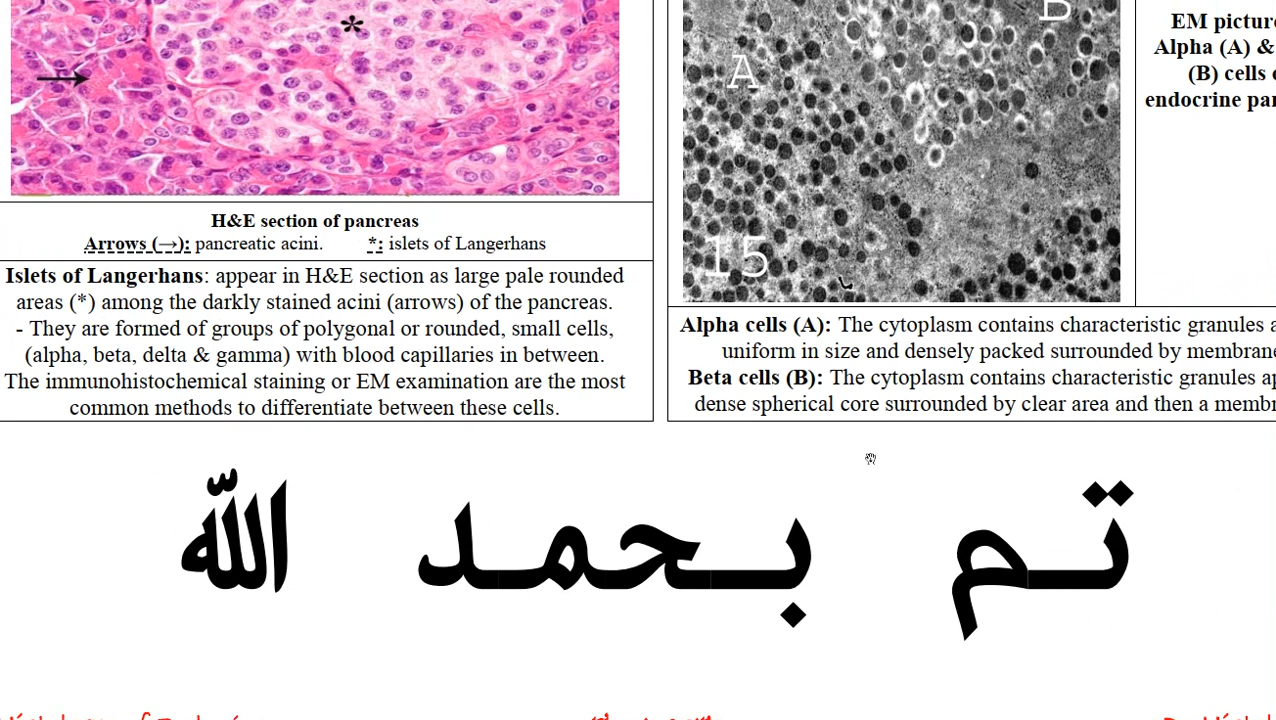 *
→
A
B
15
EM
Alpha (A) &
(B) cells
endocrine
H&E section of pancreas
Arrows (→): pancreatic acini. *: islets of Langerhans
Islets of Langerhans: appear in H&E section as large pale rounded
areas (*) among the darkly stained acini (arrows) of the pancreas.
- They are formed of groups of polygonal or rounded, small cells,
(alpha, beta, delta & gamma) with blood capillaries in between.
The immunohistochemical staining or EM examination are the most
common methods to differentiate between these cells.
Alpha cells (A): The cytoplasm contains characteristic granules
uniform in size and densely packed surrounded by
Beta cells (B): The cytoplasm contains characteristic granules
dense spherical core surrounded by clear area and then a
تم بحمد الله